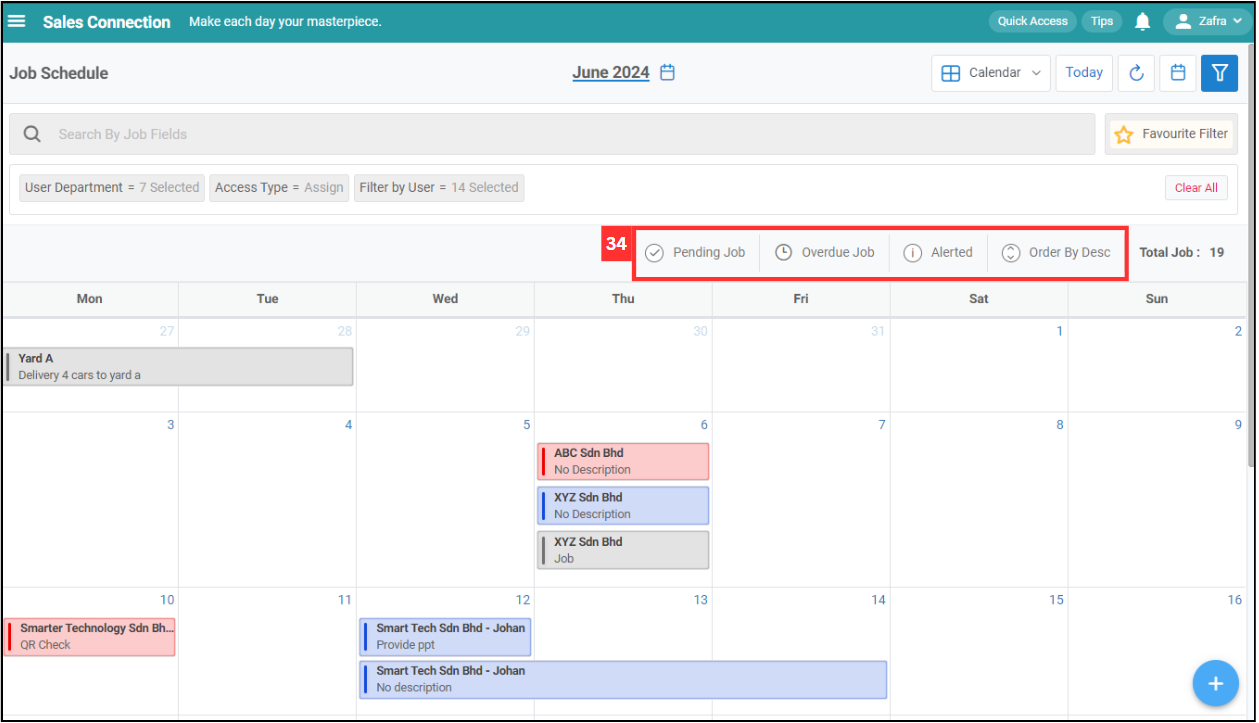 Sales Connection Make each day your masterpiece. Quick Access Tips Zafra
Job Schedule June 2024 Calendar Today
Search By Job Fields Favourite Filter
User Department = 7 Selected Access Type = Assign Filter by User = 14 Selected Clear All
34 Pending Job Overdue Job Alerted Order By Desc Total Job : 19
Mon Tue Wed Thu Fri Sat Sun
27 28 29 30 31 1 2
Yard A
Delivery 4 cars to yard a
3 4 5 6 7 8 9
ABC Sdn Bhd
No Description
XYZ Sdn Bhd
No Description
XYZ Sdn Bhd
Job
10 11 12 13 14 15 16
Smarter Technology Sdn Bh... Smart Tech Sdn Bhd - Johan
QR Check Provide ppt
Smart Tech Sdn Bhd - Johan
No description